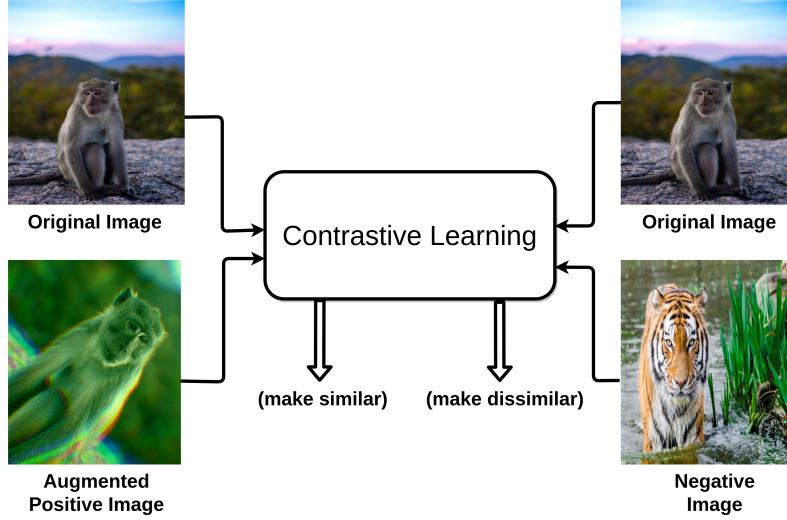 Original Image
Original Image
Contrastive Learning
(make similar)
(make dissimilar)
Augmented
Positive Image
Negative
Image